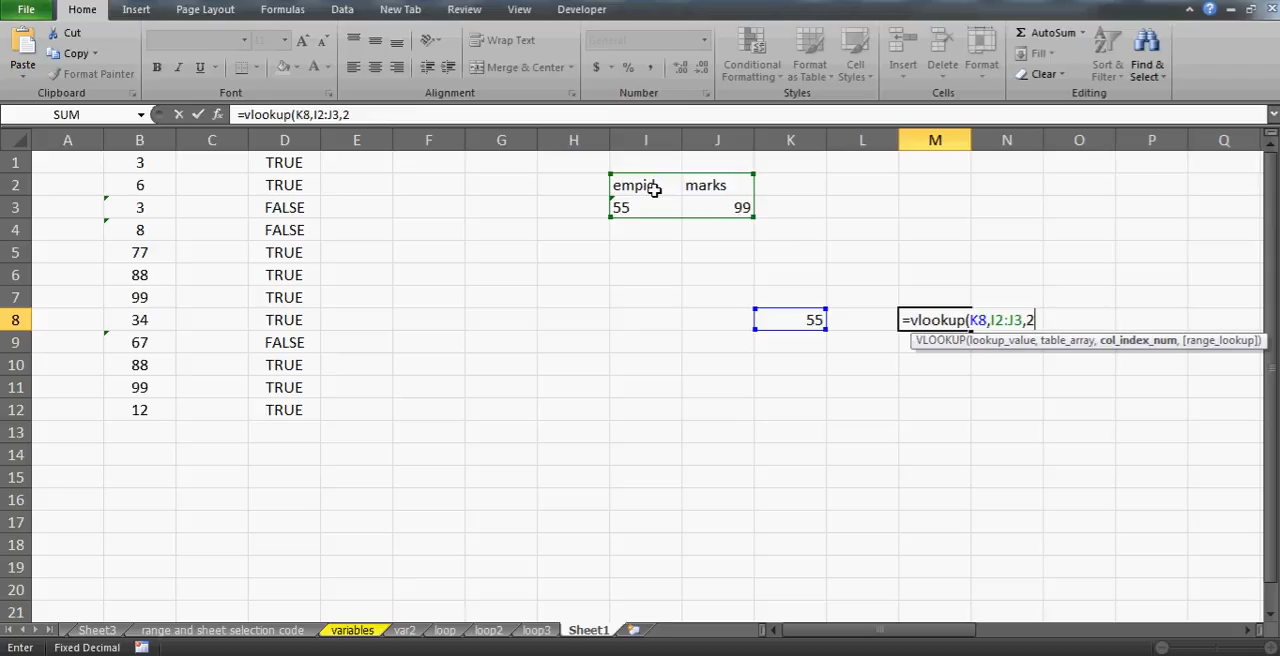 File Home Insert Page Layout Formulas Data New Tab Review View Developer
Cut AutoSum
Copy Wrap Text General Fill
Paste Format Painter B I U A Merge & Center $ % , Conditional Formatting Format as Table Cell Styles Insert Delete Format Clear Sort & Filter Find & Select
Clipboard Font Alignment Number Styles Cells Editing
SUM fx =vlookup(K8,I2:J3,2
A B C D E F G H I J K L M N O P Q
1 3 TRUE
2 6 TRUE empid marks
3 3 FALSE 55 99
4 8 FALSE
5 77 TRUE
6 88 TRUE
7 99 TRUE
8 34 TRUE 55 =vlookup(K8,I2:J3,2
9 67 FALSE VLOOKUP(lookup_value, table_array, col_index_num, [range_lookup])
10 88 TRUE
11 99 TRUE
12 12 TRUE
13
14
15
16
17
18
19
20
21
Sheet3 range and sheet selection code variables var2 loop loop2 loop3 Sheet1
Enter Fixed Decimal